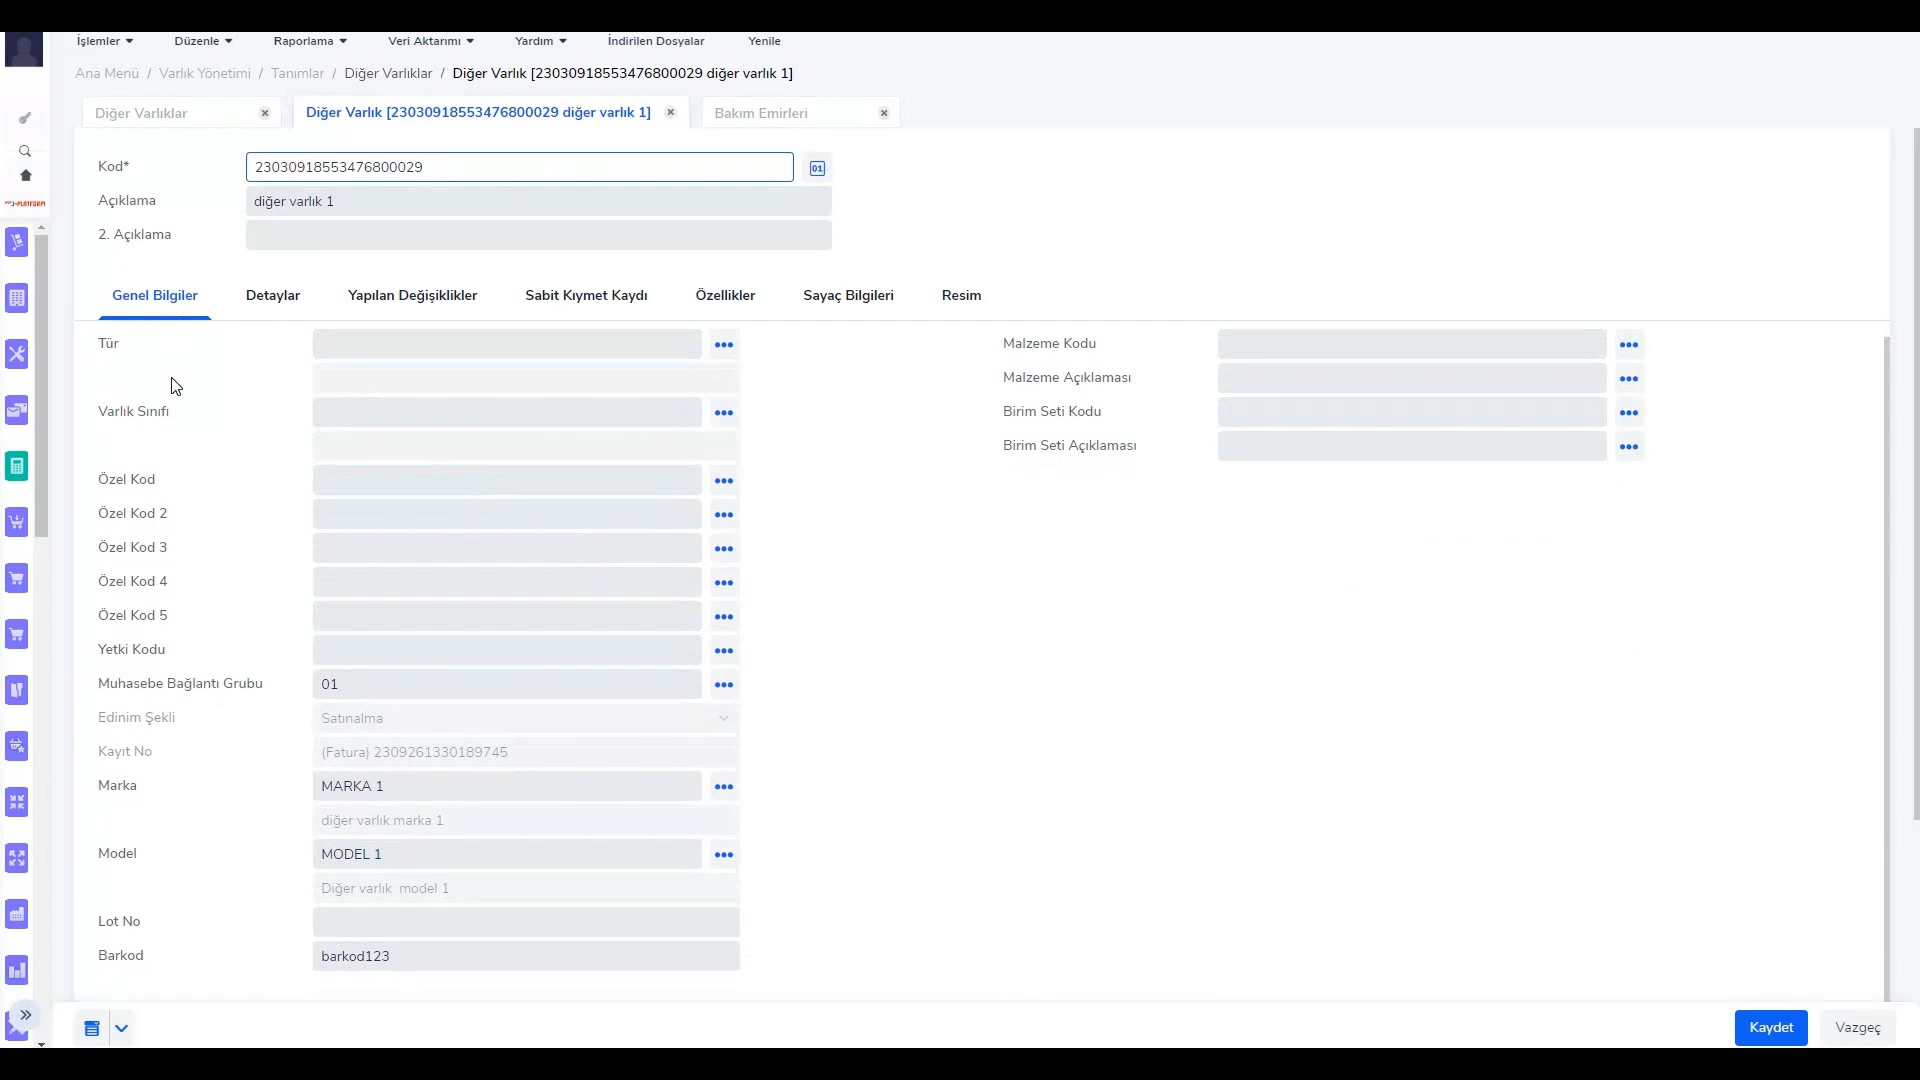 İşlemler Düzenle Raporlama Veri Aktarımı Yardım İndirilen Dosyalar Yenile
Ana Menü / Varlık Yönetimi / Tanımlar / Diğer Varlıklar / Diğer Varlık [23030918553476800029 diğer varlık 1]
Diğer Varlıklar Diğer Varlık [23030918553476800029 diğer varlık 1] Bakım Emirleri
Kod* 23030918553476800029 01
Açıklama diğer varlık 1
2. Açıklama
Genel Bilgiler Detaylar Yapılan Değişiklikler Sabit Kıymet Kaydı Özellikler Sayaç Bilgileri Resim
Tür Malzeme Kodu
Malzeme Açıklaması
Varlık Sınıfı Birim Seti Kodu
Birim Seti Açıklaması
Özel Kod
Özel Kod 2
Özel Kod 3
Özel Kod 4
Özel Kod 5
Yetki Kodu
Muhasebe Bağlantı Grubu 01
Edinim Şekli Satınalma
Kayıt No (Fatura) 2309261330189745
Marka MARKA 1
diğer varlık marka 1
Model MODEL 1
Diğer varlık  model 1
Lot No
Barkod barkod123
Kaydet Vazgeç